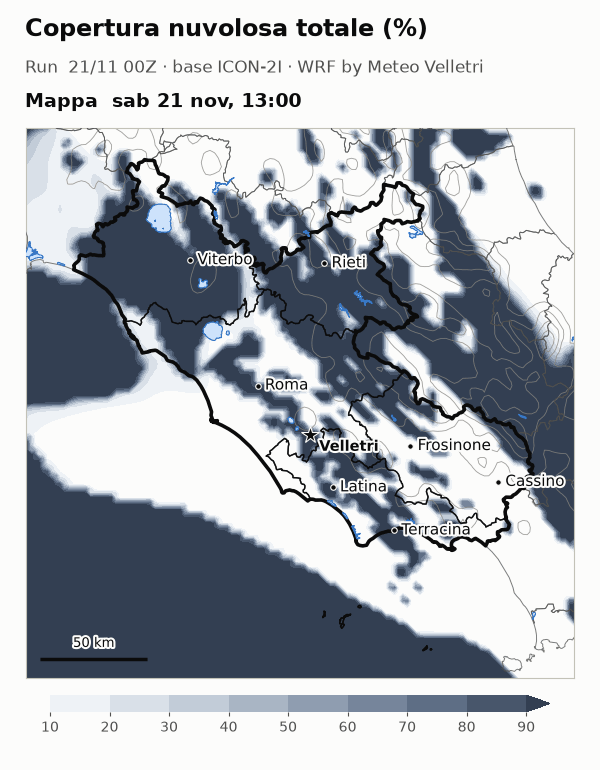 Copertura nuvolosa totale (%)
Run  21/11 00Z · base ICON-2I · WRF by Meteo Velletri
Mappa  sab 21 nov, 13:00
Viterbo
Rieti
Roma
Velletri
Frosinone
Cassino
Latina
Terracina
50 km
10 20 30 40 50 60 70 80 90